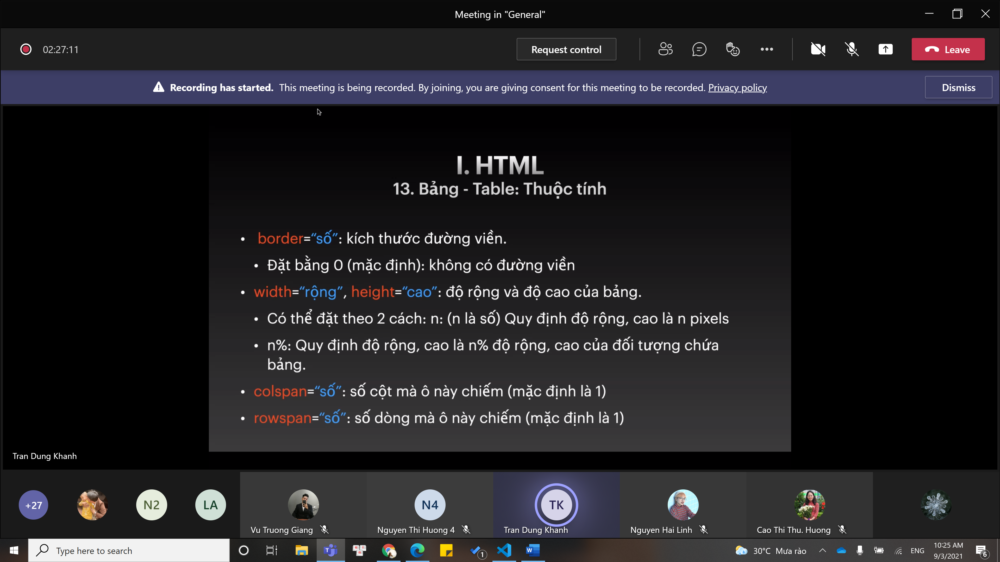 Meeting in "General"
02:27:11
Request control
Leave
Recording has started. This meeting is being recorded. By joining, you are giving consent for this meeting to be recorded. Privacy policy
Dismiss
I. HTML
13. Bảng - Table: Thuộc tính
• border=“số”: kích thước đường viền.
• Đặt bằng 0 (mặc định): không có đường viền
• width=“rộng”, height=“cao”: độ rộng và độ cao của bảng.
• Có thể đặt theo 2 cách: n: (n là số) Quy định độ rộng, cao là n pixels
• n%: Quy định độ rộng, cao là n% độ rộng, cao của đối tượng chứa
bảng.
• colspan=“số”: số cột mà ô này chiếm (mặc định là 1)
• rowspan=“số”: số dòng mà ô này chiếm (mặc định là 1)
Tran Dung Khanh
+27
N2
LA
N4
TK
Vu Truong Giang
Nguyen Thi Huong 4
Tran Dung Khanh
Nguyen Hai Linh
Cao Thi Thu. Huong
Type here to search
T
u i n
1
W
30°C Mưa rào
ENG
10:25 AM
9/3/2021
6